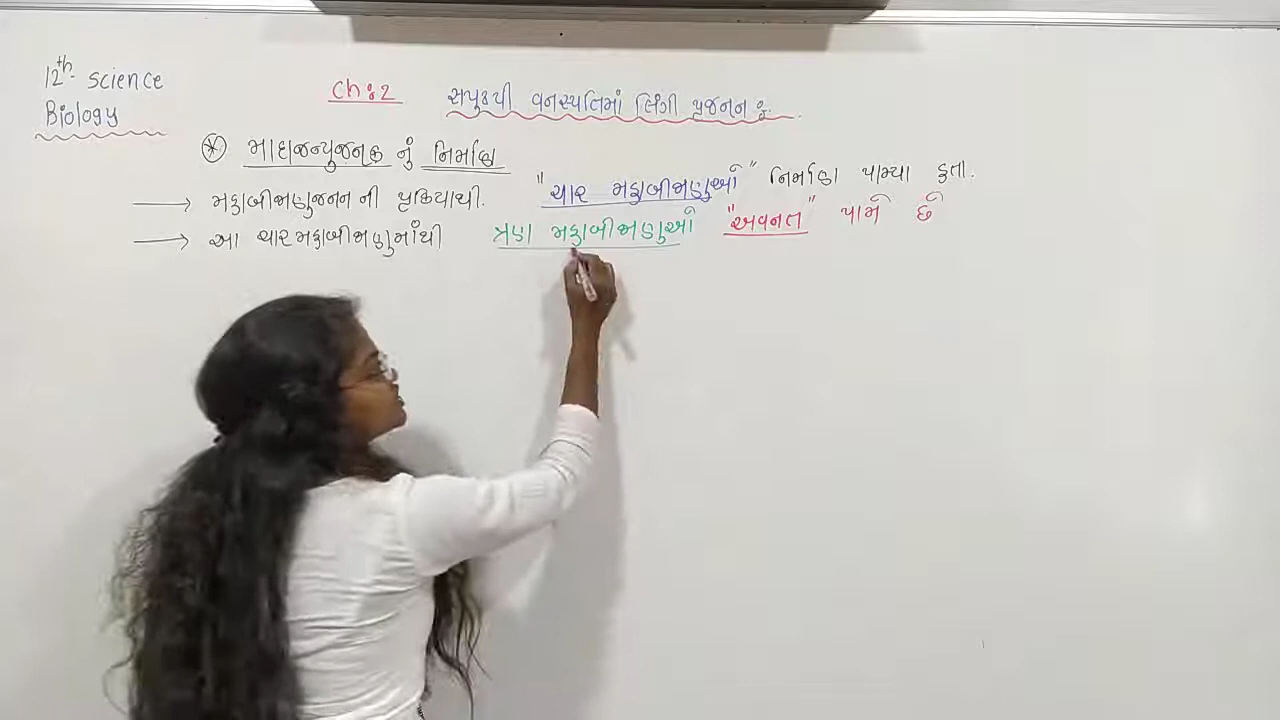 12th science
Biology
Ch:2 સપુષ્પી વનસ્પતિમાં લિંગી પ્રજનન :
* માદાજન્યુજનક નું નિર્માણ
→ મહાબીજાણુજનન ની પ્રક્રિયાથી. "ચાર મહાબીજાણુઓ" નિર્માણ પામ્યા હતા.
→ આ ચાર મહાબીજાણુમાંથી ત્રણ મહાબીજાણુઓ "અવનત" પામે છે